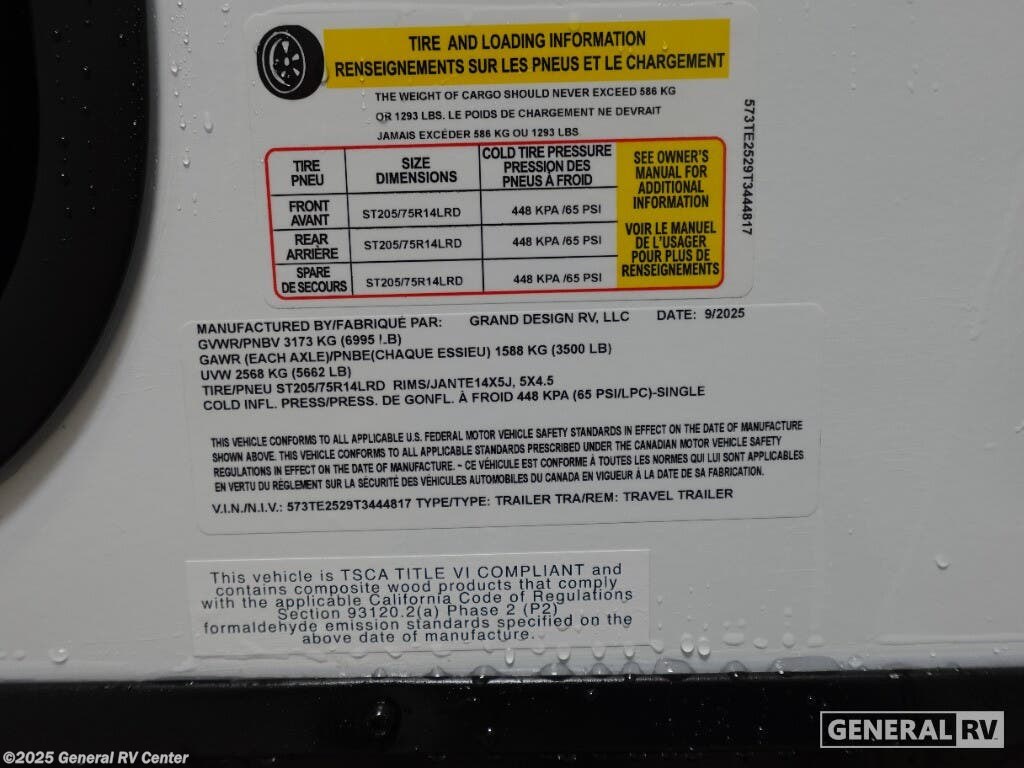 TIRE AND LOADING INFORMATION
RENSEIGNEMENTS SUR LES PNEUS ET LE CHARGEMENT
THE WEIGHT OF CARGO SHOULD NEVER EXCEED 586 KG
OR 1293 LBS. LE POIDS DE CHARGEMENT NE DEVRAIT
JAMAIS EXCÉDER 586 KG OU 1293 LBS
TIRE
PNEU
SIZE
DIMENSIONS
COLD TIRE PRESSURE
PRESSION DES
PNEUS À FROID
FRONT
AVANT
ST205/75R14LRD
448 KPA /65 PSI
REAR
ARRIÈRE
ST205/75R14LRD
448 KPA /65 PSI
SPARE
DE SECOURS
ST205/75R14LRD
448 KPA /65 PSI
SEE OWNER'S
MANUAL FOR
ADDITIONAL
INFORMATION
VOIR LE MANUEL
DE L'USAGER
POUR PLUS DE
RENSEIGNEMENTS
573TE2529T3444817
MANUFACTURED BY/FABRIQUÉ PAR: GRAND DESIGN RV, LLC DATE: 9/2025
GVWR/PNBV 3173 KG (6995 LB)
GAWR (EACH AXLE)/PNBE(CHAQUE ESSIEU) 1588 KG (3500 LB)
UVW 2568 KG (5662 LB)
TIRE/PNEU ST205/75R14LRD RIMS/JANTE14X5J, 5X4.5
COLD INFL. PRESS/PRESS. DE GONFL. À FROID 448 KPA (65 PSI/LPC)-SINGLE
THIS VEHICLE CONFORMS TO ALL APPLICABLE U.S. FEDERAL MOTOR VEHICLE SAFETY STANDARDS IN EFFECT ON THE DATE OF MANUFACTURE
SHOWN ABOVE. THIS VEHICLE CONFORMS TO ALL APPLICABLE STANDARDS PRESCRIBED UNDER THE CANADIAN MOTOR VEHICLE SAFETY
REGULATIONS IN EFFECT ON THE DATE OF MANUFACTURE. - CE VÉHICULE EST CONFORME À TOUTES LES NORMES QUI LUI SONT APPLICABLES
EN VERTU DU RÈGLEMENT SUR LA SÉCURITÉ DES VÉHICULES AUTOMOBILES DU CANADA EN VIGUEUR À LA DATE DE SA FABRICATION.
V.I.N./N.I.V.: 573TE2529T3444817 TYPE/TYPE: TRAILER TRA/REM: TRAVEL TRAILER
This vehicle is TSCA TITLE VI COMPLIANT and
contains composite wood products that comply
with the applicable California Code of Regulations
Section 93120.2(a) Phase 2 (P2)
formaldehyde emission standards specified on the
above date of manufacture.
GENERAL RV
©2025 General RV Center